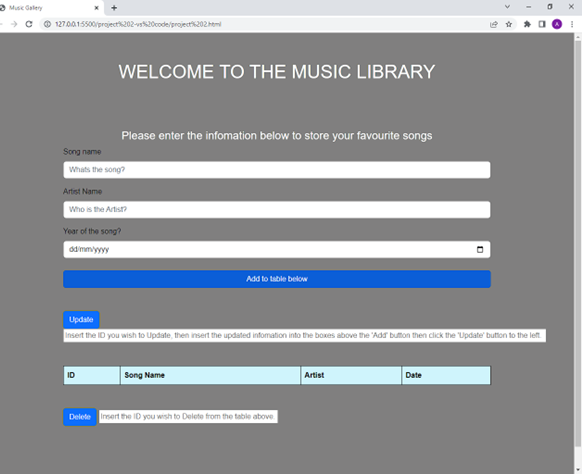 Music Gallery
127.0.0.1:5500/project%202-vs%20code/project%202.html
A
WELCOME TO THE MUSIC LIBRARY
Please enter the infomation below to store your favourite songs
Song name
Whats the song?
Artist Name
Who is the Artist?
Year of the song?
dd/mm/yyyy
Add to table below
Update
Insert the ID you wish to Update, then insert the updated infomation into the boxes above the 'Add' button then click the 'Update' button to the left.
ID Song Name Artist Date
Delete Insert the ID you wish to Delete from the table above.